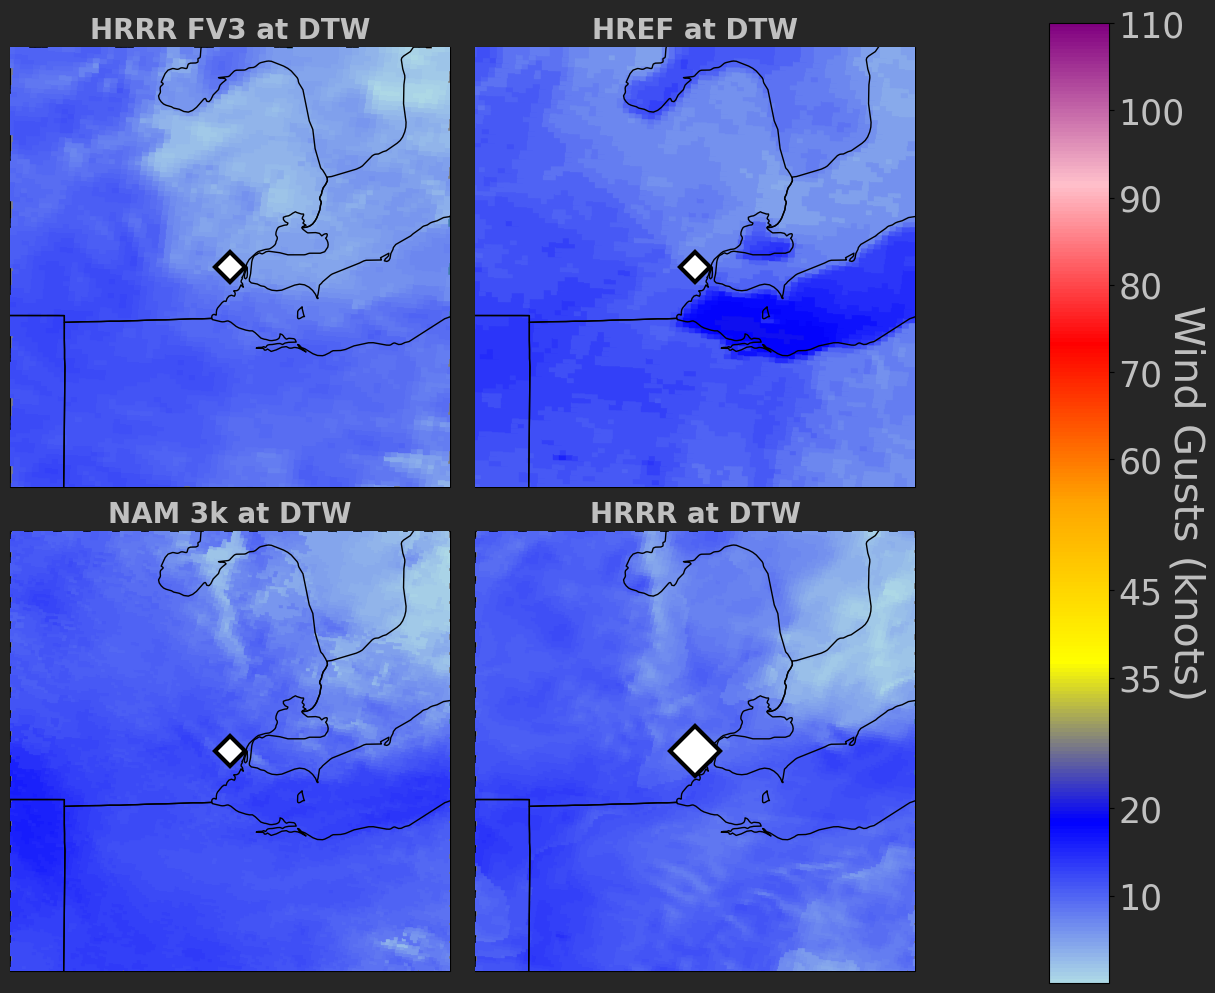 HRRR FV3 at DTW
HREF at DTW
NAM 3k at DTW
HRRR at DTW
110
100
90
80
70
60
45
35
20
10
Wind Gusts (knots)